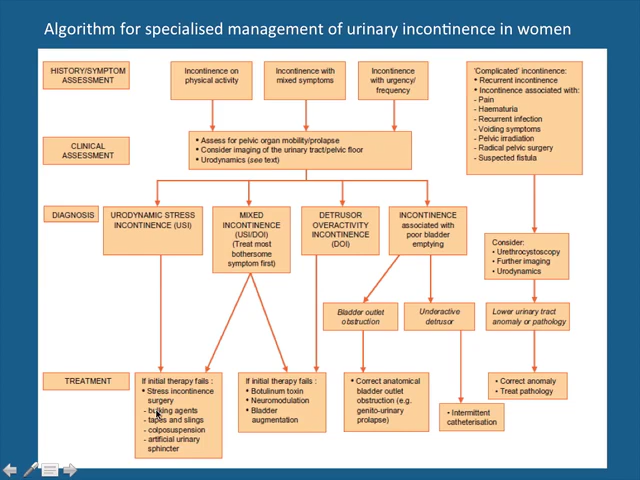 Algorithm for specialised management of urinary incontinence in women
HISTORY/SYMPTOM
ASSESSMENT
Incontinence on
physical activity
Incontinence with
mixed symptoms
Incontinence
with urgency/
frequency
'Complicated' incontinence:
• Recurrent incontinence
• Incontinence associated with:
- Pain
- Haematuria
- Recurrent infection
- Voiding symptoms
- Pelvic irradiation
- Radical pelvic surgery
- Suspected fistula
CLINICAL
ASSESSMENT
• Assess for pelvic organ mobility/prolapse
• Consider imaging of the urinary tract/pelvic floor
• Urodynamics (see text)
DIAGNOSIS
URODYNAMIC STRESS
INCONTINENCE (USI)
MIXED
INCONTINENCE
(USI/DOI)
(Treat most
bothersome
symptom first)
DETRUSOR
OVERACTIVITY
INCONTINENCE
(DOI)
INCONTINENCE
associated with
poor bladder
emptying
Consider:
• Urethrocystoscopy
• Further imaging
• Urodynamics
Bladder outlet
obstruction
Underactive
detrusor
Lower urinary tract
anomaly or pathology
TREATMENT
If initial therapy fails :
• Stress incontinence
surgery
- bulking agents
- tapes and slings
- colposuspension
- artificial urinary
sphincter
If initial therapy fails :
• Botulinum toxin
• Neuromodulation
• Bladder
augmentation
• Correct anatomical
bladder outlet
obstruction (e.g.
genito-urinary
prolapse)
• Intermittent
catheterisation
• Correct anomaly
• Treat pathology